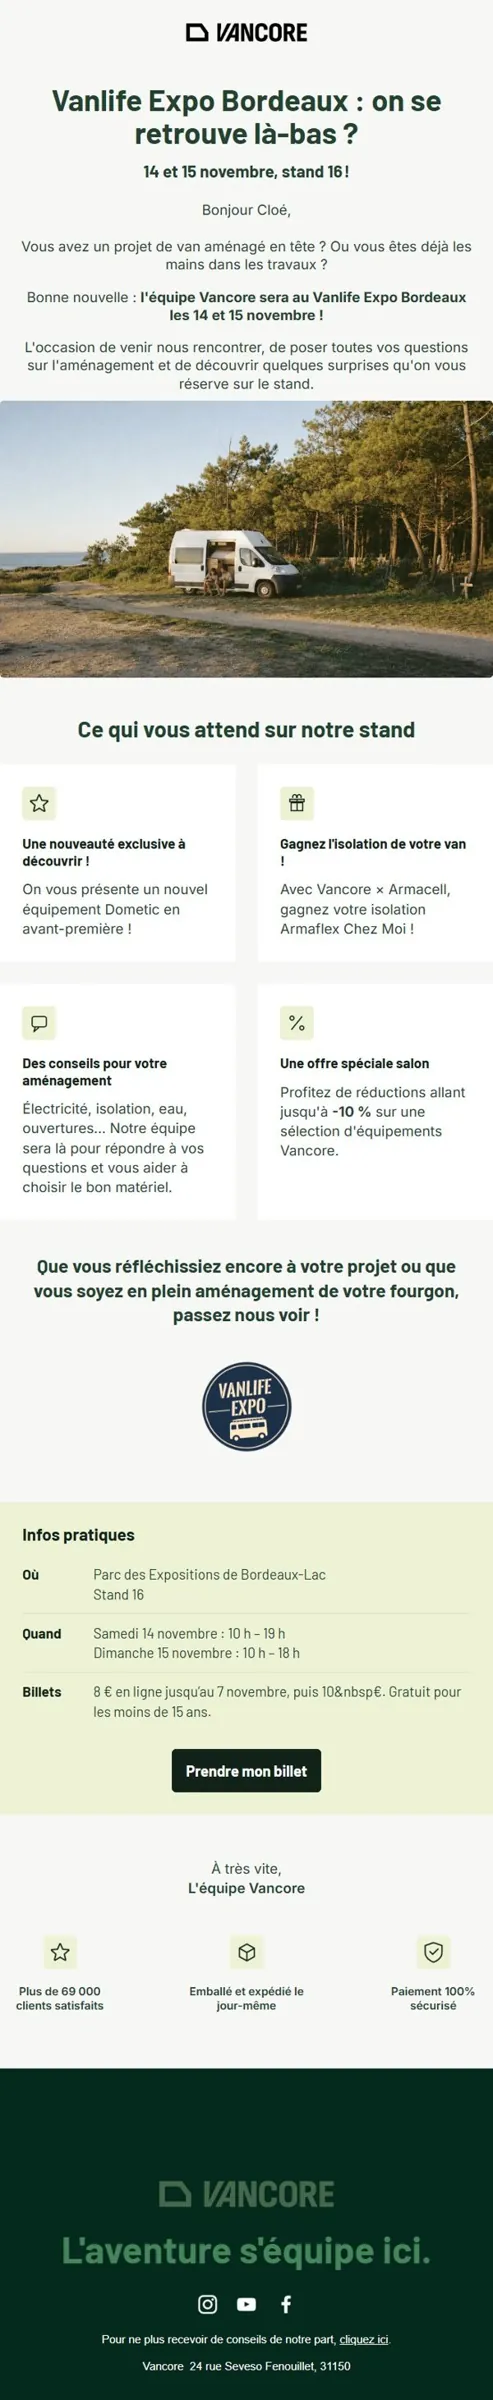 VANCORE
Vanlife Expo Bordeaux : on se
retrouve là-bas ?
14 et 15 novembre, stand 16 !
Bonjour Cloé,
Vous avez un projet de van aménagé en tête ? Ou vous êtes déjà les
mains dans les travaux ?
Bonne nouvelle : l'équipe Vancore sera au Vanlife Expo Bordeaux
les 14 et 15 novembre !
L'occasion de venir nous rencontrer, de poser toutes vos questions
sur l'aménagement et de découvrir quelques surprises qu'on vous
réserve sur le stand.
Ce qui vous attend sur notre stand
Une nouveauté exclusive à
découvrir !
On vous présente un nouvel
équipement Dometic en
avant-première !
Gagnez l'isolation de votre van
!
Avec Vancore × Armacell,
gagnez votre isolation
Armaflex Chez Moi !
Des conseils pour votre
aménagement
Électricité, isolation, eau,
ouvertures... Notre équipe
sera là pour répondre à vos
questions et vous aider à
choisir le bon matériel.
Une offre spéciale salon
Profitez de réductions allant
jusqu'à -10 % sur une
sélection d'équipements
Vancore.
Que vous réfléchissiez encore à votre projet ou que
vous soyez en plein aménagement de votre fourgon,
passez nous voir !
VANLIFE
EXPO
Infos pratiques
Où
Parc des Expositions de Bordeaux-Lac
Stand 16
Quand
Samedi 14 novembre : 10 h – 19 h
Dimanche 15 novembre : 10 h – 18 h
Billets
8 € en ligne jusqu'au 7 novembre, puis 10&nbsp€. Gratuit pour
les moins de 15 ans.
Prendre mon billet
À très vite,
L'équipe Vancore
Plus de 69 000
clients satisfaits
Emballé et expédié le
jour-même
Paiement 100%
sécurisé
VANCORE
L'aventure s'équipe ici.
Pour ne plus recevoir de conseils de notre part, cliquez ici.
Vancore 24 rue Seveso Fenouillet, 31150